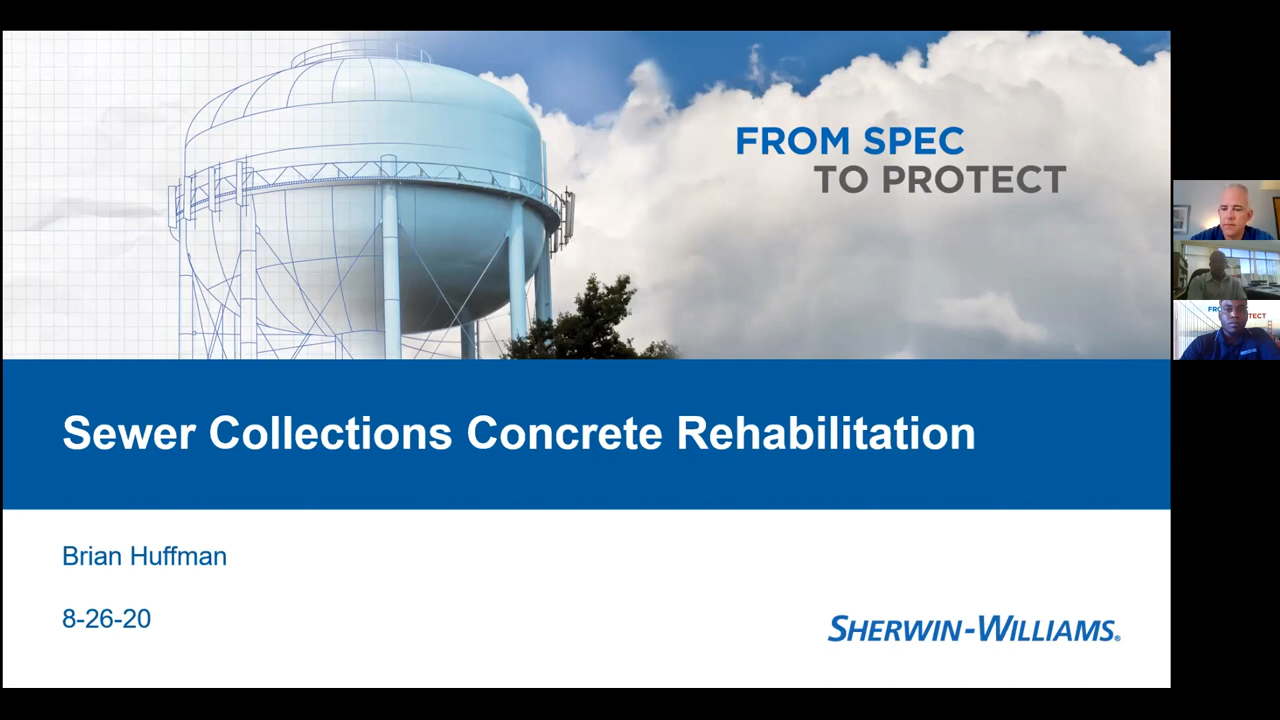 FROM SPEC
TO PROTECT
Sewer Collections Concrete Rehabilitation
Brian Huffman
8-26-20
SHERWIN-WILLIAMS®